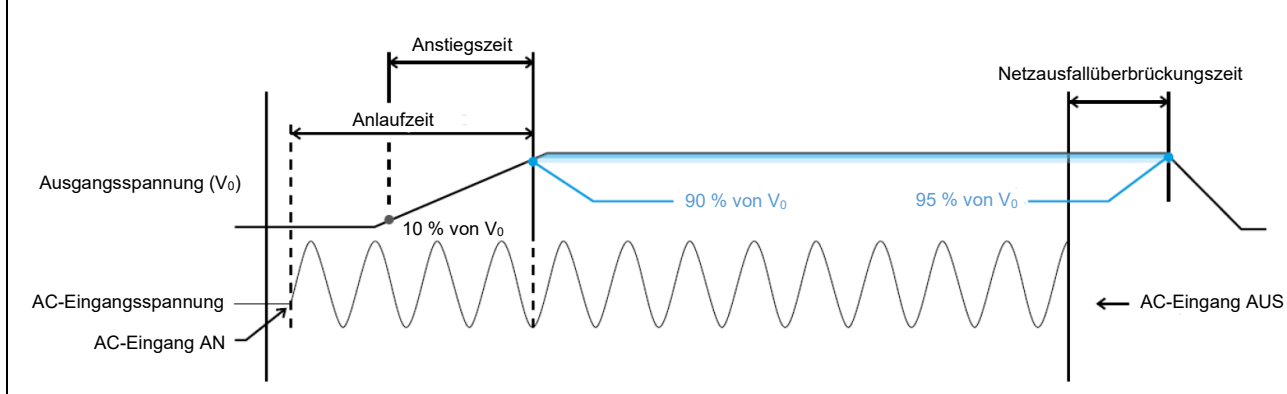 Anstiegszeit
Netzausfallüberbrückungszeit
Anlaufzeit
Ausgangsspannung (V₀)
90 % von V₀
95 % von V₀
10 % von V₀
AC-Eingangsspannung
AC-Eingang AUS
AC-Eingang AN